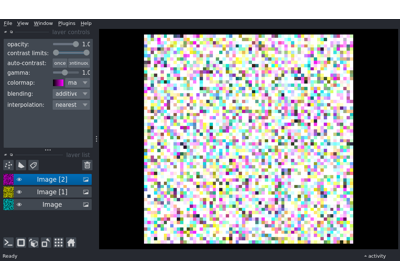 File View Window Plugins Help
layer controls
opacity: 1.0
contrast limits:
auto-contrast: once
gamma: 1.0
colormap: ma
blending: additive
interpolation: nearest
layer list
Image [2]
Image [1]
Image
Ready
activity